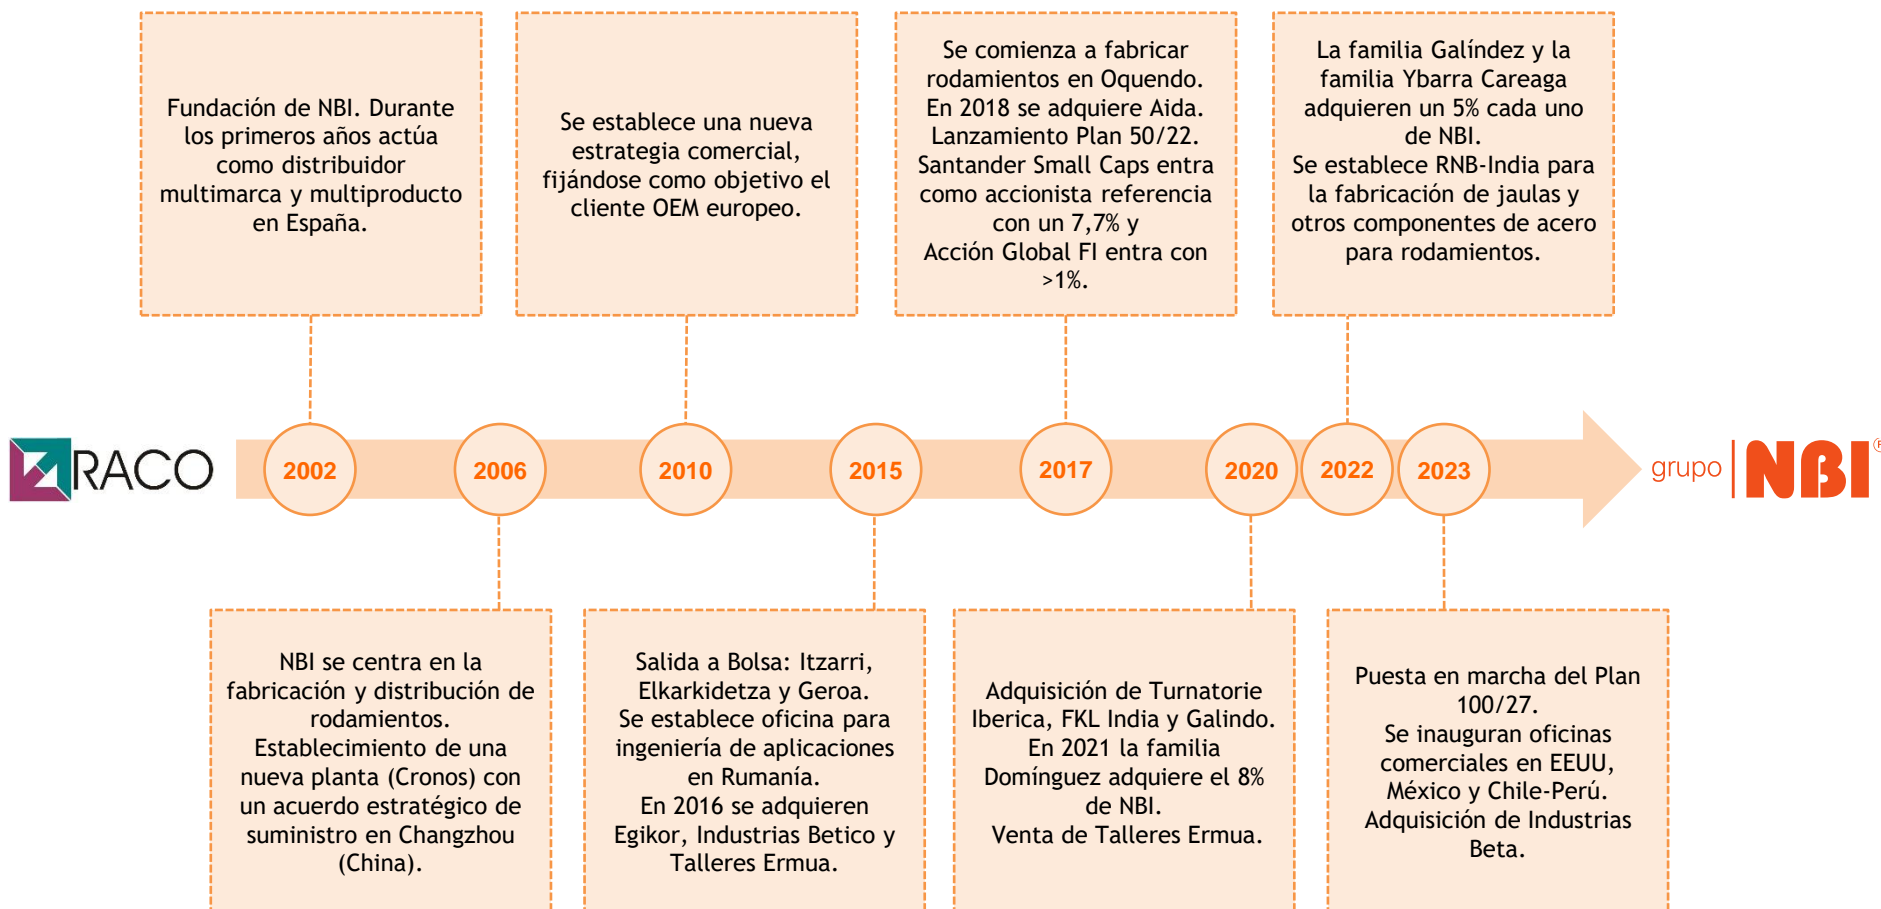 Fundación de NBI. Durante
los primeros años actúa
como distribuidor
multimarca y multiproducto
en España.
Se establece una nueva
estrategia comercial,
fijándose como objetivo el
cliente OEM europeo.
Se comienza a fabricar
rodamientos en Oquendo.
En 2018 se adquiere Aida.
Lanzamiento Plan 50/22.
Santander Small Caps entra
como accionista referencia
con un 7,7% y
Acción Global FI entra con
>1%.
La familia Galíndez y la
familia Ybarra Careaga
adquieren un 5% cada uno
de NBI.
Se establece RNB-India para
la fabricación de jaulas y
otros componentes de acero
para rodamientos.
RACO
2002
2006
2010
2015
2017
2020
2022
2023
grupo NBI®
NBI se centra en la
fabricación y distribución de
rodamientos.
Establecimiento de una
nueva planta (Cronos) con
un acuerdo estratégico de
suministro en Changzhou
(China).
Salida a Bolsa: Itzarri,
Elkarkidetza y Geroa.
Se establece oficina para
ingeniería de aplicaciones
en Rumanía.
En 2016 se adquieren
Egikor, Industrias Betico y
Talleres Ermua.
Adquisición de Turnatorie
Iberica, FKL India y Galindo.
En 2021 la familia
Domínguez adquiere el 8%
de NBI.
Venta de Talleres Ermua.
Puesta en marcha del Plan
100/27.
Se inauguran oficinas
comerciales en EEUU,
México y Chile-Perú.
Adquisición de Industrias
Beta.